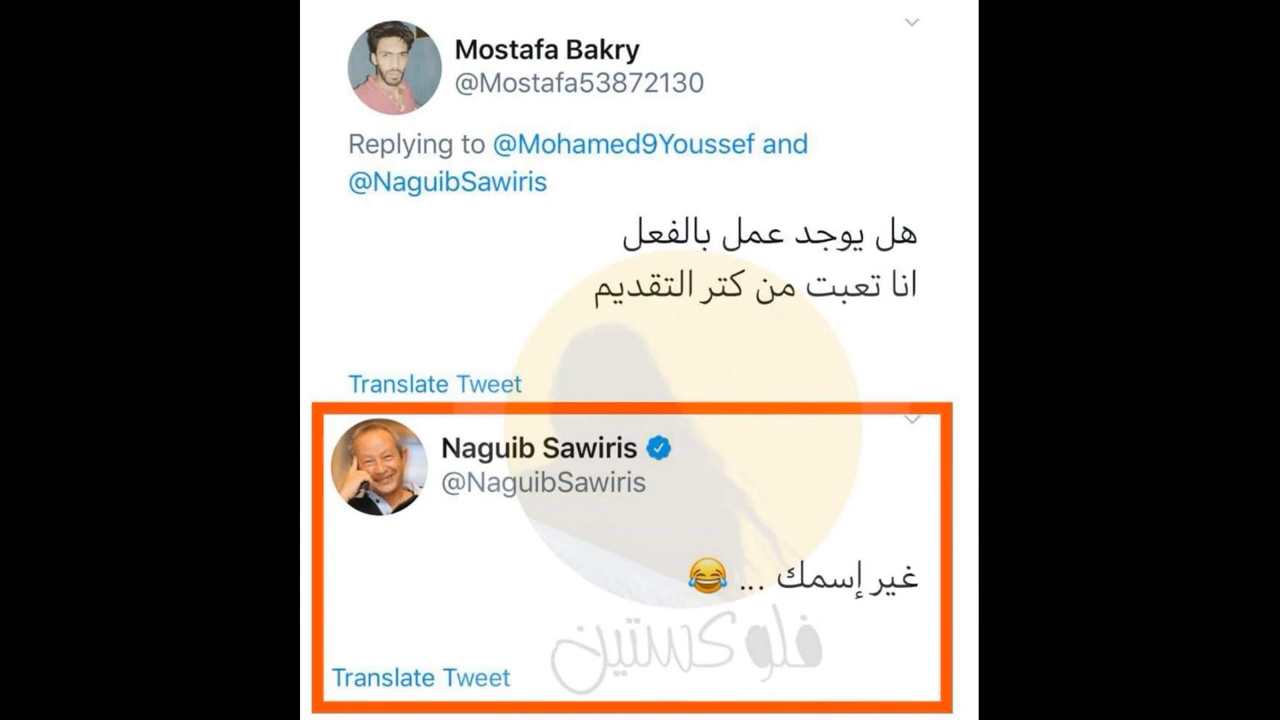 Mostafa Bakry
@Mostafa53872130
Replying to @Mohamed9Youssef and
@NaguibSawiris
هل يوجد عمل بالفعل
انا تعبت من كتر التقديم
Translate Tweet
Naguib Sawiris
@NaguibSawiris
غير إسمك ... 😂
فلوكستين
Translate Tweet